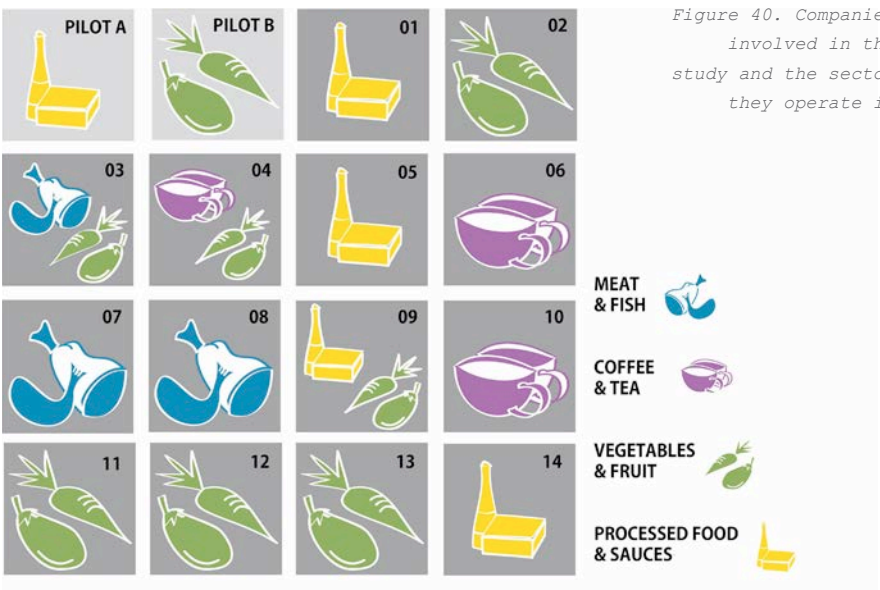 PILOT A
PILOT B
01
02
Figure 40. Companie
involved in th
study and the secto
they operate i
03
04
05
06
07
08
09
10
11
12
13
14
MEAT
& FISH
COFFEE
& TEA
VEGETABLES
& FRUIT
PROCESSED FOOD
& SAUCES